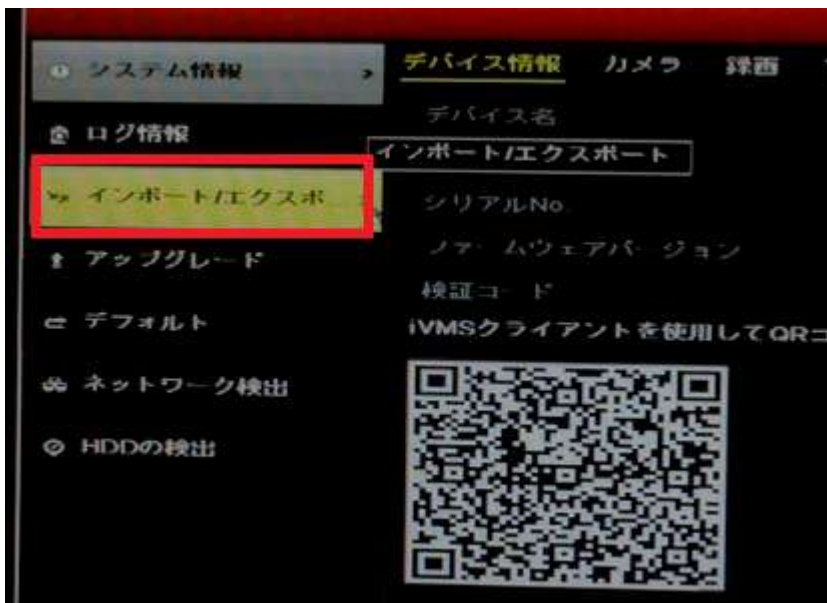 システム情報
デバイス情報 カメラ 録画
デバイス名
ログ情報
インポート/エクスポート
インポート/エクスポ...
シリアルNo.
ファームウェアバージョン
アップグレード
検証コード
デフォルト
iVMSクライアントを使用してQRコ
ネットワーク検出
HDDの検出